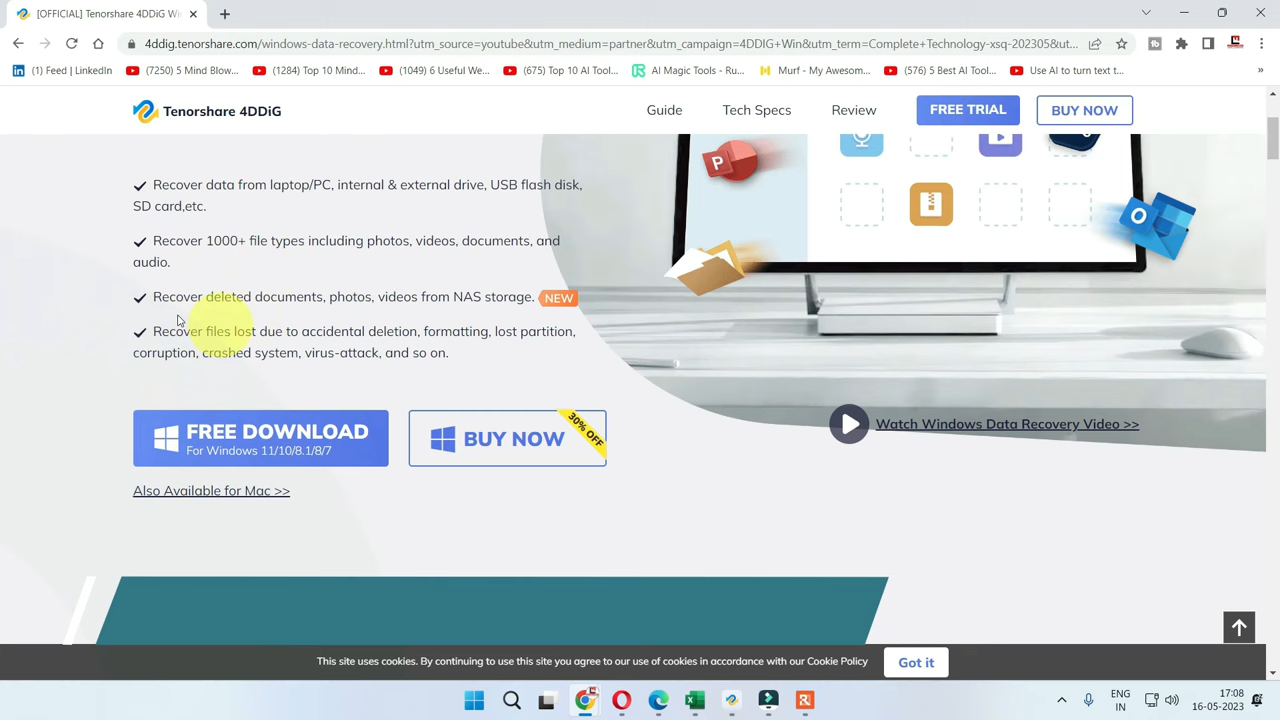 [OFFICIAL] Tenorshare 4DDiG Wi
4ddig.tenorshare.com/windows-data-recovery.html?utm_source=youtube&utm_medium=partner&utm_campaign=4DDIG+Win&utm_term=Complete+Technology-xsq-202305&ut...
(1) Feed | LinkedIn
(7250) 5 Mind Blow...
(1284) Top 10 Mind...
(1049) 6 Useful We...
(675) Top 10 AI Tool...
AI Magic Tools - Ru...
Murf - My Awesom...
(576) 5 Best AI Tool...
Use AI to turn text t...
»
Tenorshare 4DDiG
Guide
Tech Specs
Review
FREE TRIAL
BUY NOW
P
O
Recover data from laptop/PC, internal & external drive, USB flash disk,
SD card,etc.
Recover 1000+ file types including photos, videos, documents, and
audio.
Recover deleted documents, photos, videos from NAS storage. NEW
Recover files lost due to accidental deletion, formatting, lost partition,
corruption, crashed system, virus-attack, and so on.
FREE DOWNLOAD
For Windows 11/10/8.1/8/7
BUY NOW
30% OFF
Watch Windows Data Recovery Video >>
Also Available for Mac >>
This site uses cookies. By continuing to use this site you agree to our use of cookies in accordance with our Cookie Policy
Got it
ENG
IN
17:08
16-05-2023